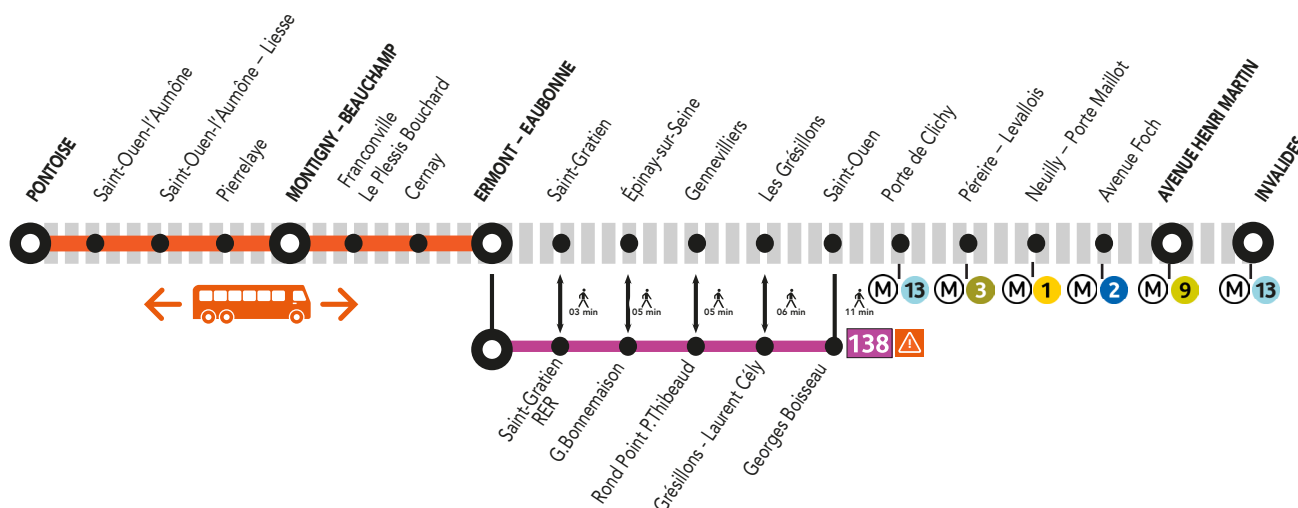 PONTOISE
Saint-Ouen-l'Aumône
Saint-Ouen-l'Aumône – Liesse
Pierrelaye
MONTIGNY – BEAUCHAMP
Franconville
Le Plessis Bouchard
Cernay
ERMONT – EAUBONNE
Saint-Gratien
Épinay-sur-Seine
Gennevilliers
Les Grésillons
Saint-Ouen
Porte de Clichy
Péreire – Levallois
Neuilly – Porte Maillot
Avenue Foch
AVENUE HENRI MARTIN
INVALIDES
M 13
M 3
M 1
M 2
M 9
M 13
03 min
05 min
05 min
06 min
11 min
138
Saint-Gratien
RER
G.Bonnemaison
Rond Point P.Thibeaud
Grésillons - Laurent Cély
Georges Boisseau